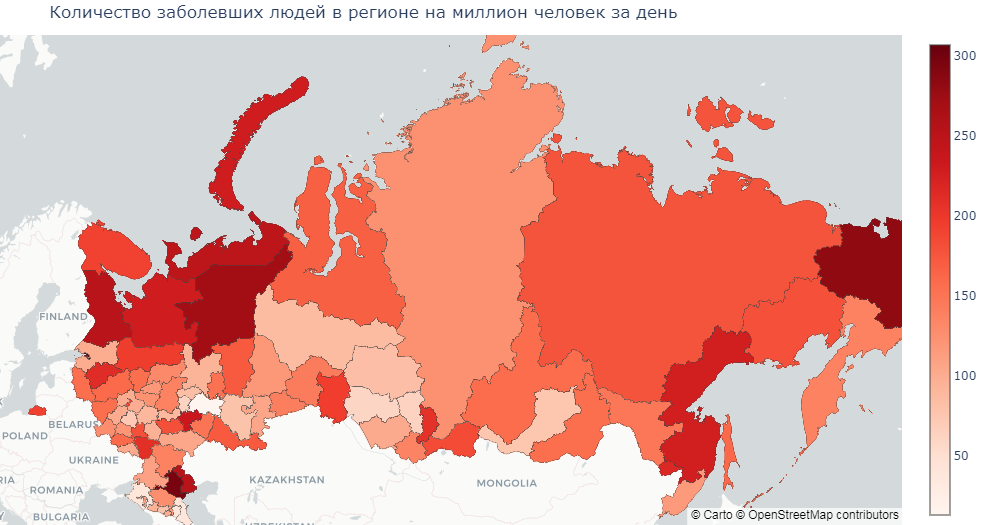 Количество заболевших людей в регионе на миллион человек за день
300
250
200
150
100
50
FINLAND
BELARUS
POLAND
UKRAINE
RIA
ROMANIA
BULGARIA
KAZAKHSTAN
MONGOLIA
© Carto © OpenStreetMap contributors